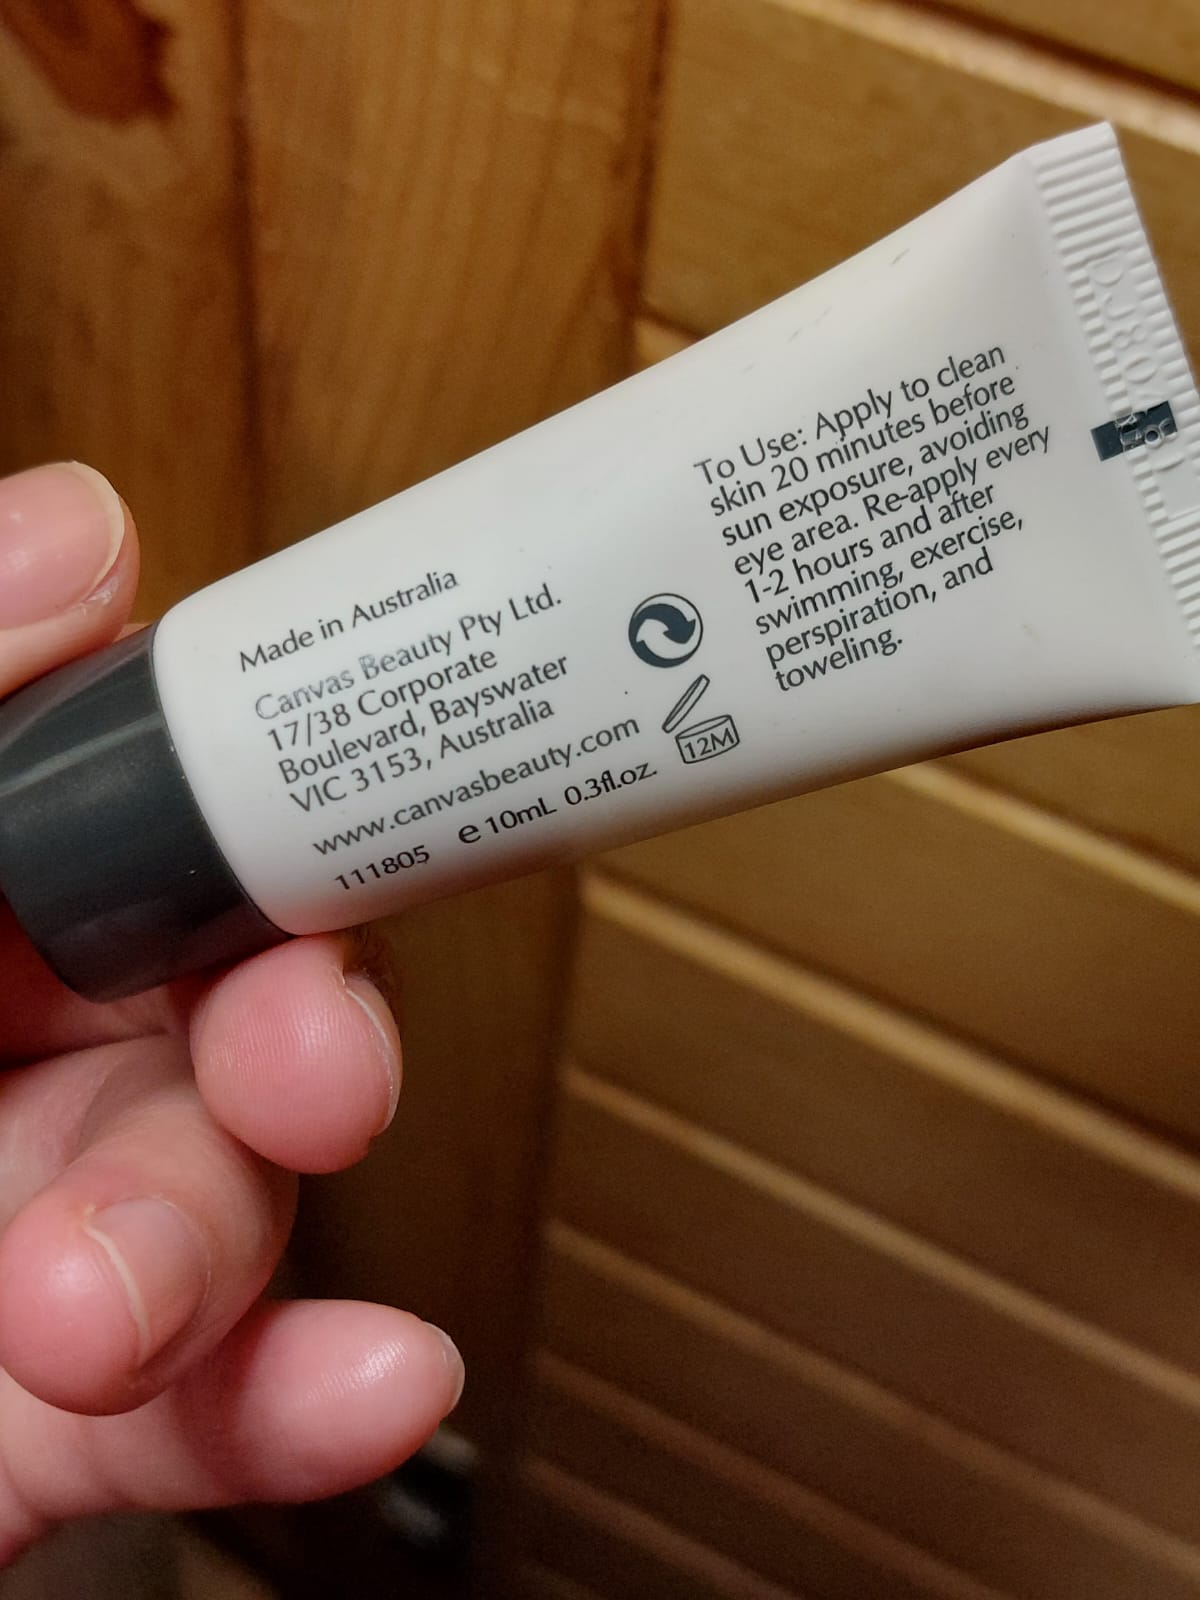 Made in Australia
Canvas Beauty Pty Ltd.
17/38 Corporate
Boulevard, Bayswater
VIC 3153, Australia
www.canvasbeauty.com
111805 e 10mL 0.3fl.oz.
12M
To Use: Apply to clean
skin 20 minutes before
sun exposure, avoiding
eye area. Re-apply every
1-2 hours and after
swimming, exercise,
perspiration, and
toweling.